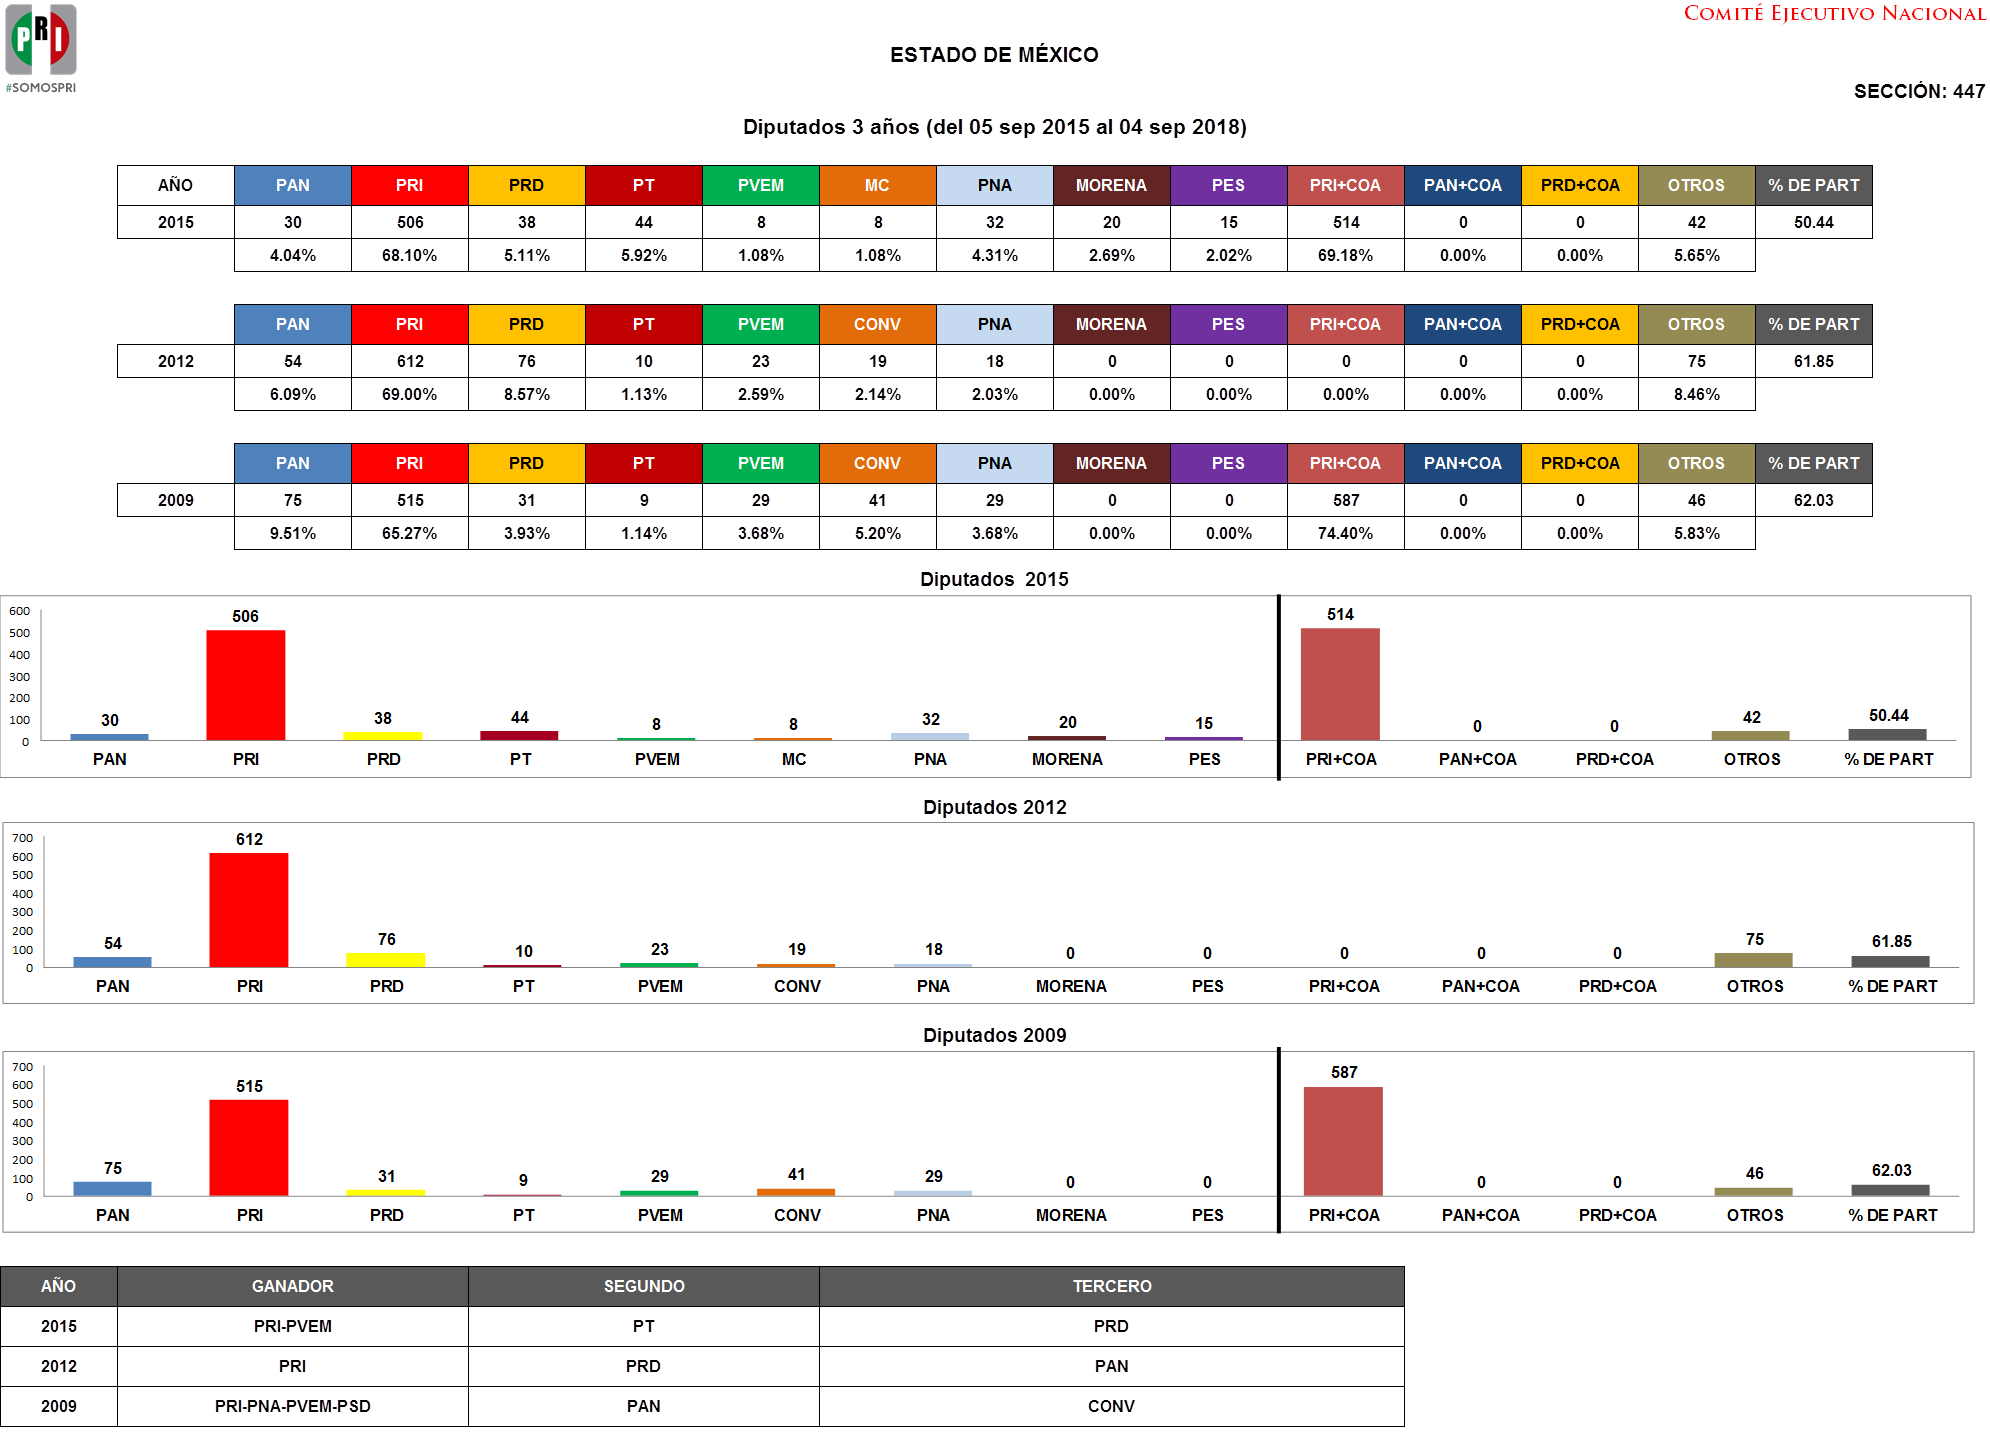 PRI
#SOMOSPRI
COMITÉ EJECUTIVO NACIONAL
ESTADO DE MÉXICO
SECCIÓN: 447
Diputados 3 años (del 05 sep 2015 al 04 sep 2018)
AÑO PAN PRI PRD PT PVEM MC PNA MORENA PES PRI+COA PAN+COA PRD+COA OTROS % DE PART
2015 30 506 38 44 8 8 32 20 15 514 0 0 42 50.44
4.04% 68.10% 5.11% 5.92% 1.08% 1.08% 4.31% 2.69% 2.02% 69.18% 0.00% 0.00% 5.65%
PAN PRI PRD PT PVEM CONV PNA MORENA PES PRI+COA PAN+COA PRD+COA OTROS % DE PART
2012 54 612 76 10 23 19 18 0 0 0 0 0 75 61.85
6.09% 69.00% 8.57% 1.13% 2.59% 2.14% 2.03% 0.00% 0.00% 0.00% 0.00% 0.00% 8.46%
PAN PRI PRD PT PVEM CONV PNA MORENA PES PRI+COA PAN+COA PRD+COA OTROS % DE PART
2009 75 515 31 9 29 41 29 0 0 587 0 0 46 62.03
9.51% 65.27% 3.93% 1.14% 3.68% 5.20% 3.68% 0.00% 0.00% 74.40% 0.00% 0.00% 5.83%
Diputados 2015
600
500
400
300
200
100
0
30 506 38 44 8 8 32 20 15 514 0 0 42 50.44
PAN PRI PRD PT PVEM MC PNA MORENA PES PRI+COA PAN+COA PRD+COA OTROS % DE PART
Diputados 2012
700
600
500
400
300
200
100
0
54 612 76 10 23 19 18 0 0 0 0 0 75 61.85
PAN PRI PRD PT PVEM CONV PNA MORENA PES PRI+COA PAN+COA PRD+COA OTROS % DE PART
Diputados 2009
700
600
500
400
300
200
100
0
75 515 31 9 29 41 29 0 0 587 0 0 46 62.03
PAN PRI PRD PT PVEM CONV PNA MORENA PES PRI+COA PAN+COA PRD+COA OTROS % DE PART
AÑO GANADOR SEGUNDO TERCERO
2015 PRI-PVEM PT PRD
2012 PRI PRD PAN
2009 PRI-PNA-PVEM-PSD PAN CONV